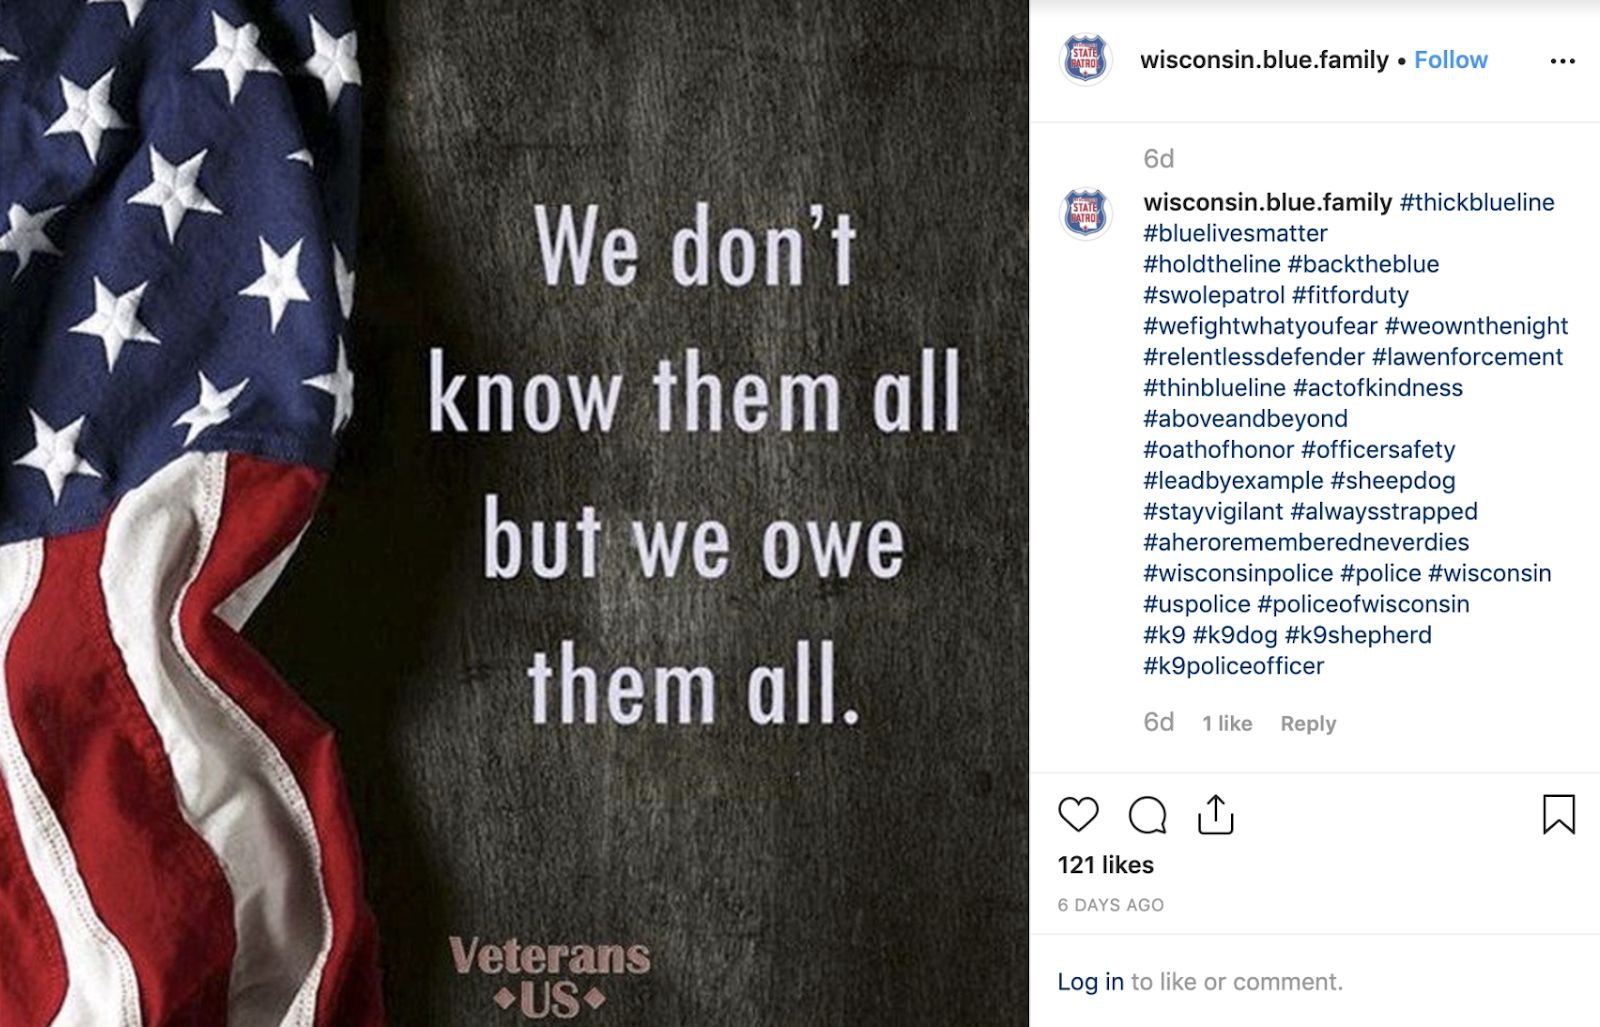 We don't
know them all
but we owe
them all.
Veterans
US
STATE
PATROL
wisconsin.blue.family • Follow
6d
STATE
PATROL
wisconsin.blue.family #thickblueline
#bluelivesmatter
#holdtheline #backtheblue
#swolepatrol #fitforduty
#wefightwhatyoufear #weownthenight
#relentlessdefender #lawenforcement
#thinblueline #actofkindness
#aboveandbeyond
#oathofhonor #officersafety
#leadbyexample #sheepdog
#stayvigilant #alwaysstrapped
#aherorememberedneverdies
#wisconsinpolice #police #wisconsin
#uspolice #policeofwisconsin
#k9 #k9dog #k9shepherd
#k9policeofficer
6d 1 like Reply
121 likes
6 DAYS AGO
Log in to like or comment.